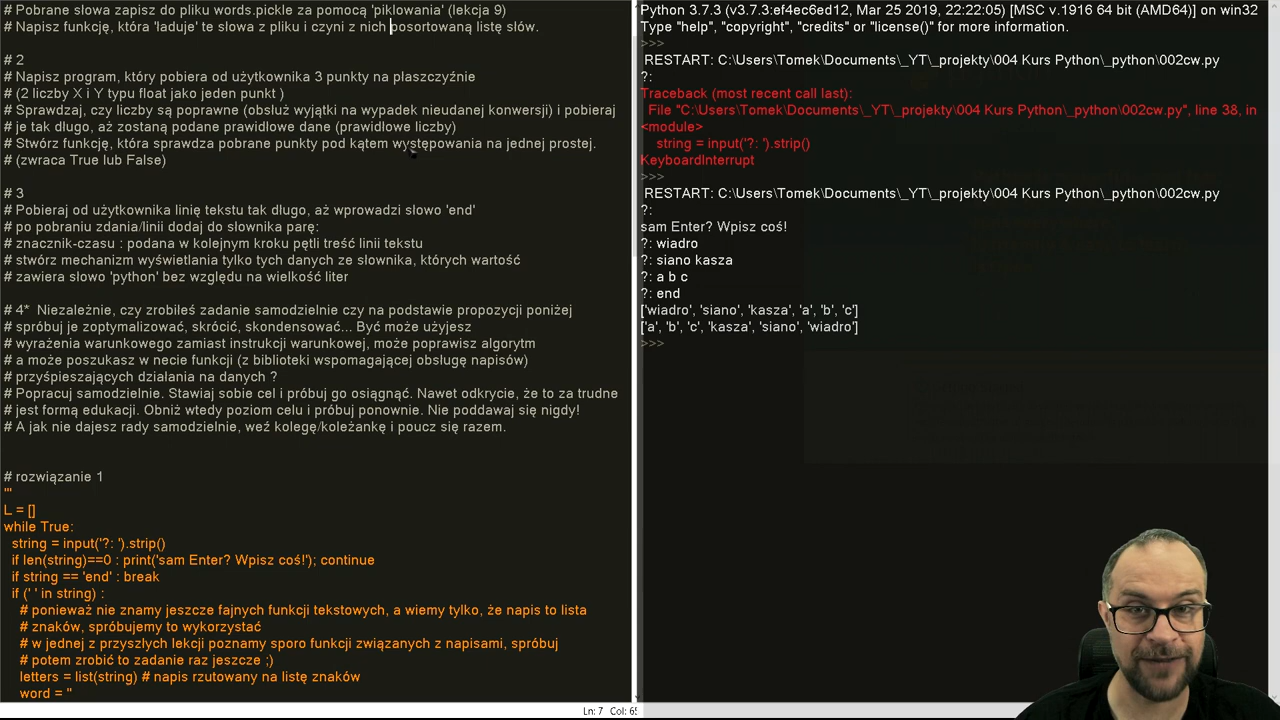 # Pobrane słowa zapisz do pliku words.pickle za pomocą 'piklowania' (lekcja 9)
# Napisz funkcję, która 'ładuje' te słowa z pliku i czyni z nich posortowaną listę słów.
# 2
# Napisz program, który pobiera od użytkownika 3 punkty na płaszczyźnie
# (2 liczby X i Y typu float jako jeden punkt )
# Sprawdzaj, czy liczby są poprawne (obsłuż wyjątki na wypadek nieudanej konwersji) i pobieraj
# je tak długo, aż zostaną podane prawidłowe dane (prawidłowe liczby)
# Stwórz funkcję, która sprawdza pobrane punkty pod kątem występowania na jednej prostej.
# (zwraca True lub False)
# 3
# Pobieraj od użytkownika linię tekstu tak długo, aż wprowadzi słowo 'end'
# po pobraniu zdania/linii dodaj do słownika parę:
# znacznik-czasu : podana w kolejnym kroku pętli treść linii tekstu
# stwórz mechanizm wyświetlania tylko tych danych ze słownika, których wartość
# zawiera słowo 'python' bez względu na wielkość liter
# 4*  Niezależnie, czy zrobiłeś zadanie samodzielnie czy na podstawie propozycji poniżej
# spróbuj je zoptymalizować, skrócić, skondensować... Być może użyjesz
# wyrażenia warunkowego zamiast instrukcji warunkowej, może poprawisz algorytm
# a może poszukasz w necie funkcji (z biblioteki wspomagającej obsługę napisów)
# przyśpieszających działania na danych ?
# Popracuj samodzielnie. Stawiaj sobie cel i próbuj go osiągnąć. Nawet odkrycie, że to za trudne
# jest formą edukacji. Obniż wtedy poziom celu i próbuj ponownie. Nie poddawaj się nigdy!
# A jak nie dajesz rady samodzielnie, weź kolegę/koleżankę i poucz się razem.
# rozwiązanie 1
'''
L = []
while True:
string = input('?: ').strip()
if len(string)==0 : print('sam Enter? Wpisz coś!'); continue
if string == 'end' : break
if (' ' in string) :
# ponieważ nie znamy jeszcze fajnych funkcji tekstowych, a wiemy tylko, że napis to lista
# znaków, spróbujemy to wykorzystać
# w jednej z przyszłych lekcji poznamy sporo funkcji związanych z napisami, spróbuj
# potem zrobić to zadanie raz jeszcze ;)
letters = list(string) # napis rzutowany na listę znaków
word = ''
Python 3.7.3 (v3.7.3:ef4ec6ed12, Mar 25 2019, 22:22:05) [MSC v.1916 64 bit (AMD64)] on win32
Type "help", "copyright", "credits" or "license()" for more information.
>>>
RESTART: C:\Users\Tomek\Documents\_YT\_projekty\004 Kurs Python\_python\002cw.py
?:
Traceback (most recent call last):
File "C:\Users\Tomek\Documents\_YT\_projekty\004 Kurs Python\_python\002cw.py", line 38, in
<module>
string = input('?: ').strip()
KeyboardInterrupt
>>>
RESTART: C:\Users\Tomek\Documents\_YT\_projekty\004 Kurs Python\_python\002cw.py
?:
sam Enter? Wpisz coś!
?: wiadro
?: siano kasza
?: a b c
?: end
['wiadro', 'siano', 'kasza', 'a', 'b', 'c']
['a', 'b', 'c', 'kasza', 'siano', 'wiadro']
>>>
Ln: 7 Col: 65